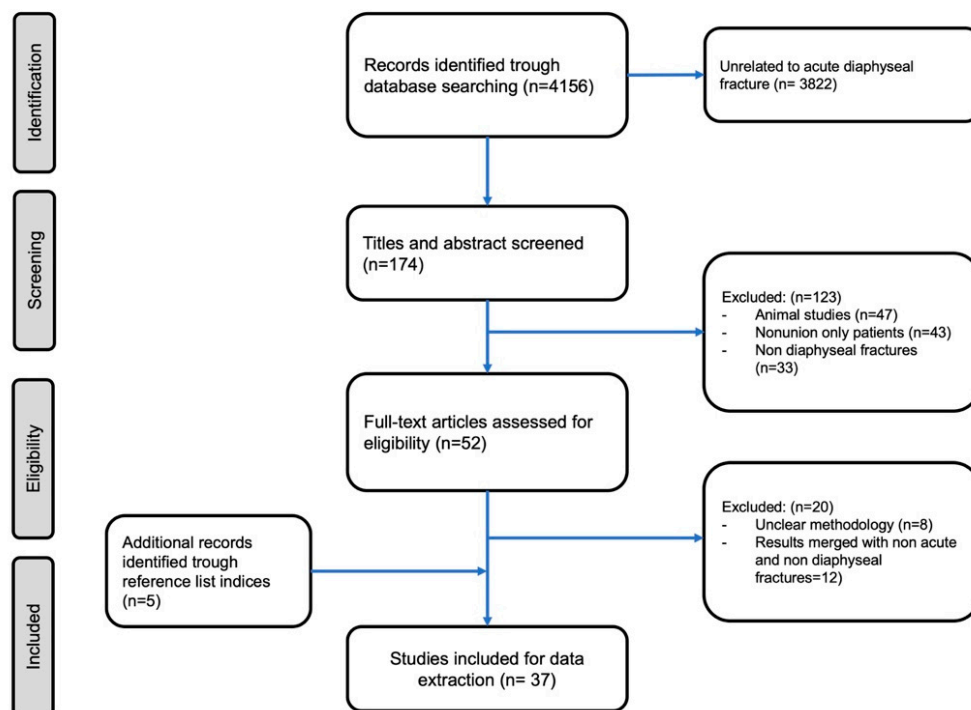 Identification
Records identified trough
database searching (n=4156)
Unrelated to acute diaphyseal
fracture (n= 3822)
Screening
Titles and abstract screened
(n=174)
Excluded: (n=123)
- Animal studies (n=47)
- Nonunion only patients (n=43)
- Non diaphyseal fractures
(n=33)
Eligibility
Full-text articles assessed for
eligibility (n=52)
Excluded: (n=20)
- Unclear methodology (n=8)
- Results merged with non acute
and non diaphyseal
fractures=12)
Additional records
identified trough
reference list indices
(n=5)
Included
Studies included for data
extraction (n= 37)